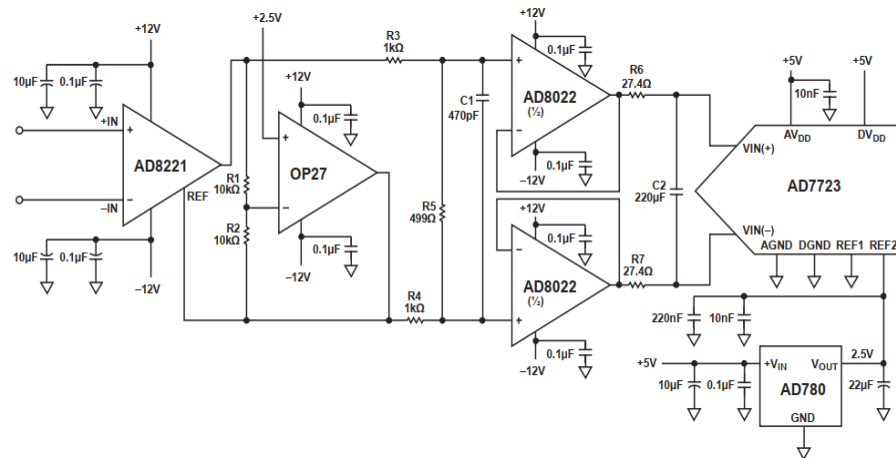 +12V
10µF
0.1µF
+IN
–IN
+
–
AD8221
REF
10µF
0.1µF
–12V
+2.5V
+12V
0.1µF
+
–
OP27
R1
10kΩ
R2
10kΩ
0.1µF
–12V
R3
1kΩ
R5
499Ω
R4
1kΩ
C1
470pF
+12V
0.1µF
+
–
AD8022
(½)
0.1µF
–12V
+12V
0.1µF
–
+
AD8022
(½)
0.1µF
–12V
R6
27.4Ω
C2
220µF
R7
27.4Ω
+5V
+5V
10nF
AVDD
DVDD
VIN(+)
AD7723
VIN(–)
AGND
DGND
REF1
REF2
220nF
10nF
+5V
+VIN
VOUT
2.5V
AD780
GND
10µF
0.1µF
22µF